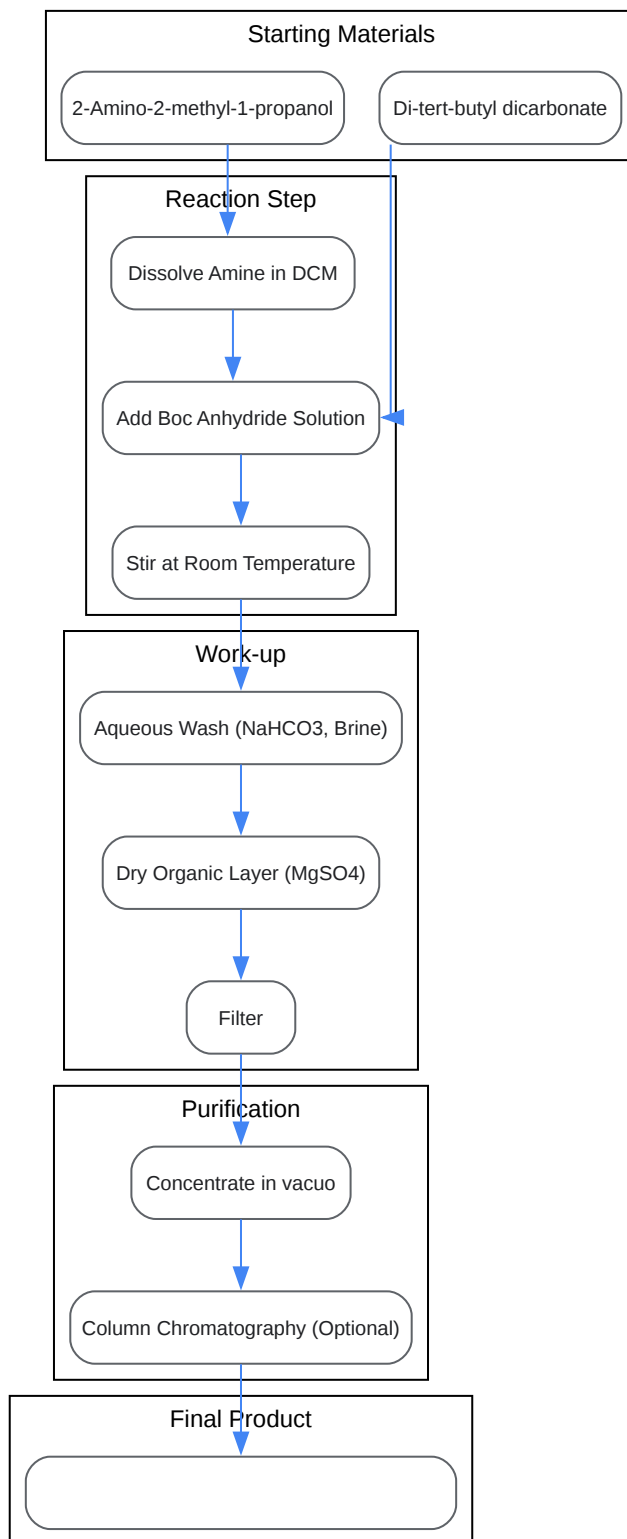 Starting Materials
2-Amino-2-methyl-1-propanol
Di-tert-butyl dicarbonate
Reaction Step
Dissolve Amine in DCM
Add Boc Anhydride Solution
Stir at Room Temperature
Work-up
Aqueous Wash (NaHCO3, Brine)
Dry Organic Layer (MgSO4)
Filter
Purification
Concentrate in vacuo
Column Chromatography (Optional)
Final Product